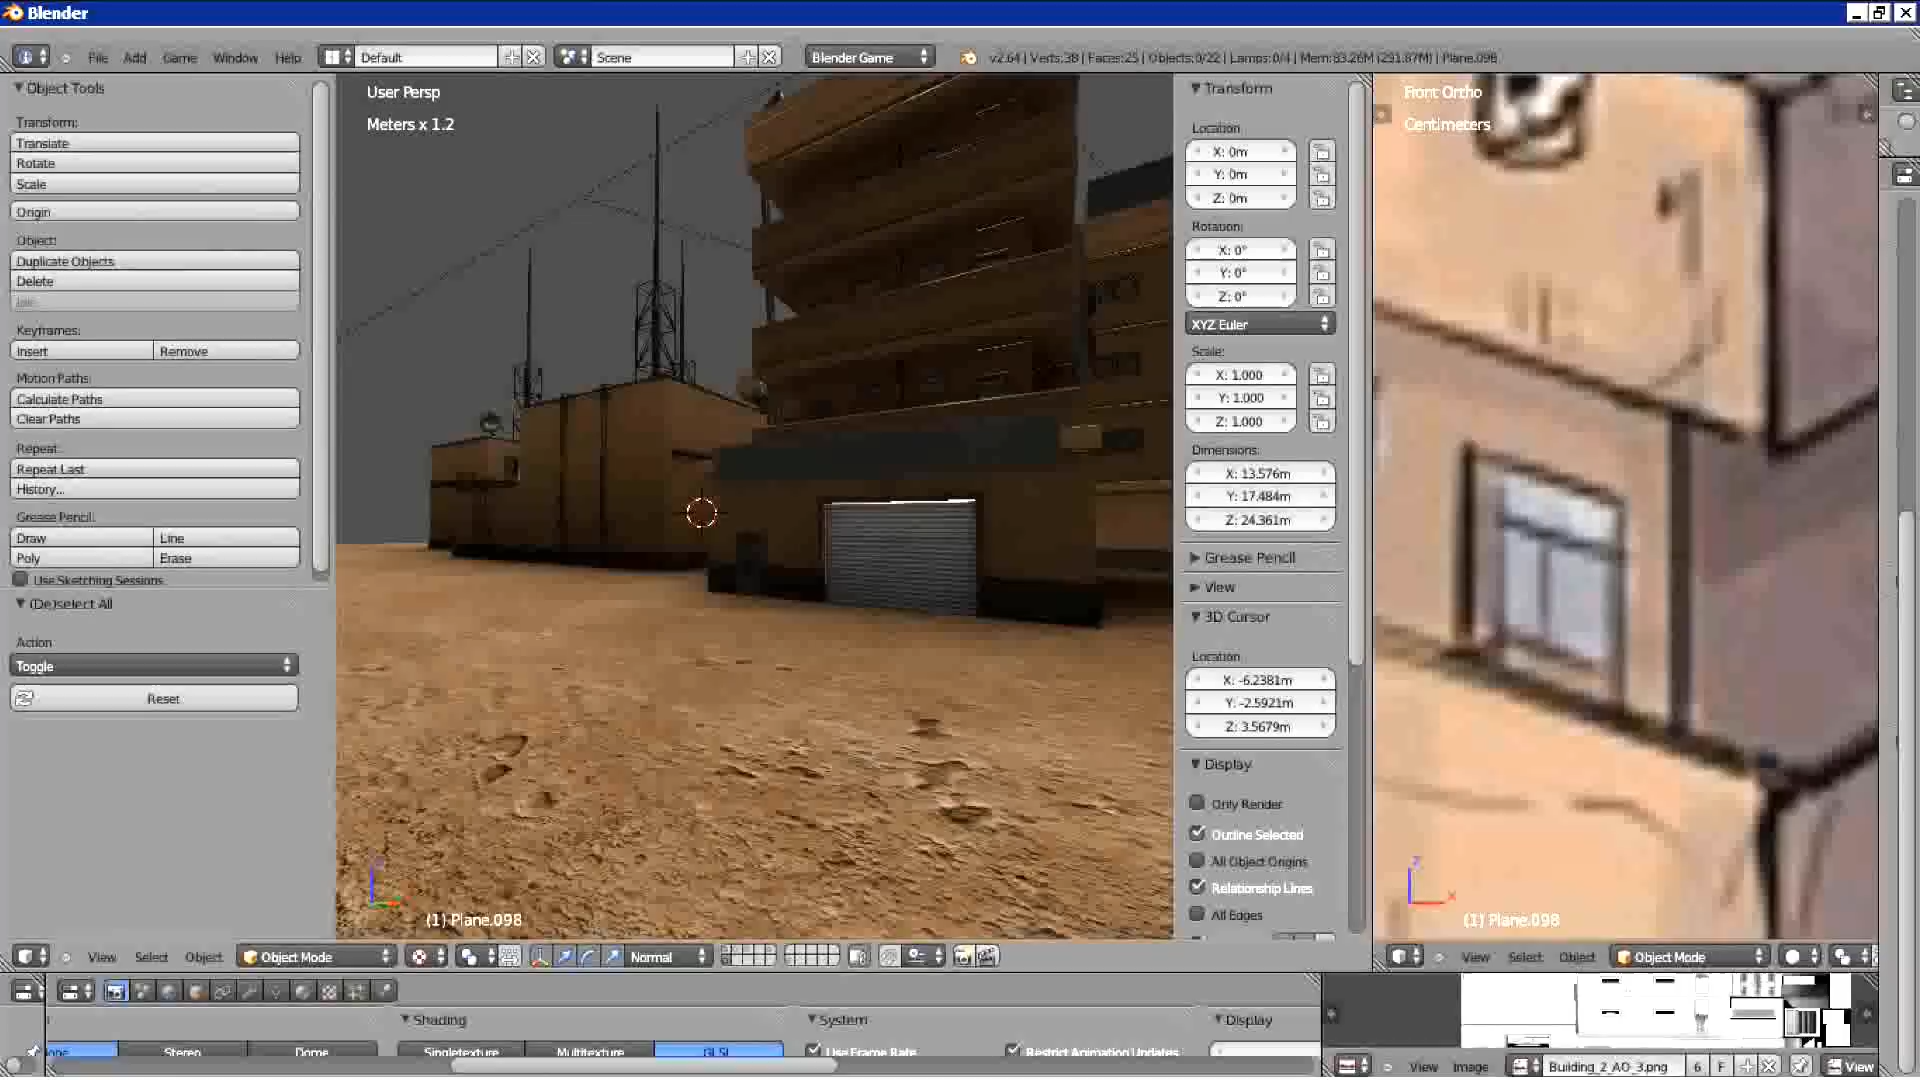 Blender
File Add Game Window Help
Default
Scene
Blender Game
v2.64 | Verts:38 | Faces:25 | Objects:0/22 | Lamps:0/4 | Mem:83.26M (291.87M) | Plane.098
Object Tools
Transform:
Translate
Rotate
Scale
Origin
Object:
Duplicate Objects
Delete
Join
Keyframes:
Insert Remove
Motion Paths:
Calculate Paths
Clear Paths
Repeat:
Repeat Last
History...
Grease Pencil:
Draw Line
Poly Erase
Use Sketching Sessions
(De)select All
Action
Toggle
Reset
User Persp
Meters x 1.2
(1) Plane.098
Transform
Location:
X: 0m
Y: 0m
Z: 0m
Rotation:
X: 0°
Y: 0°
Z: 0°
XYZ Euler
Scale:
X: 1.000
Y: 1.000
Z: 1.000
Dimensions:
X: 13.576m
Y: 17.484m
Z: 24.361m
Grease Pencil
View
3D Cursor
Location:
X: -6.2381m
Y: -2.5921m
Z: 3.5679m
Display
Only Render
Outline Selected
All Object Origins
Relationship Lines
All Edges
Front Ortho
Centimeters
Z
X
(1) Plane.098
View Select Object
Object Mode
Normal
View Select Object
Object Mode
Shading
System
Display
Stereo Dome
Singletexture Multitexture GLSL
Use Frame Rate
Restrict Animation Updates
View Image
Building_2_AO_3.png
6 F
View